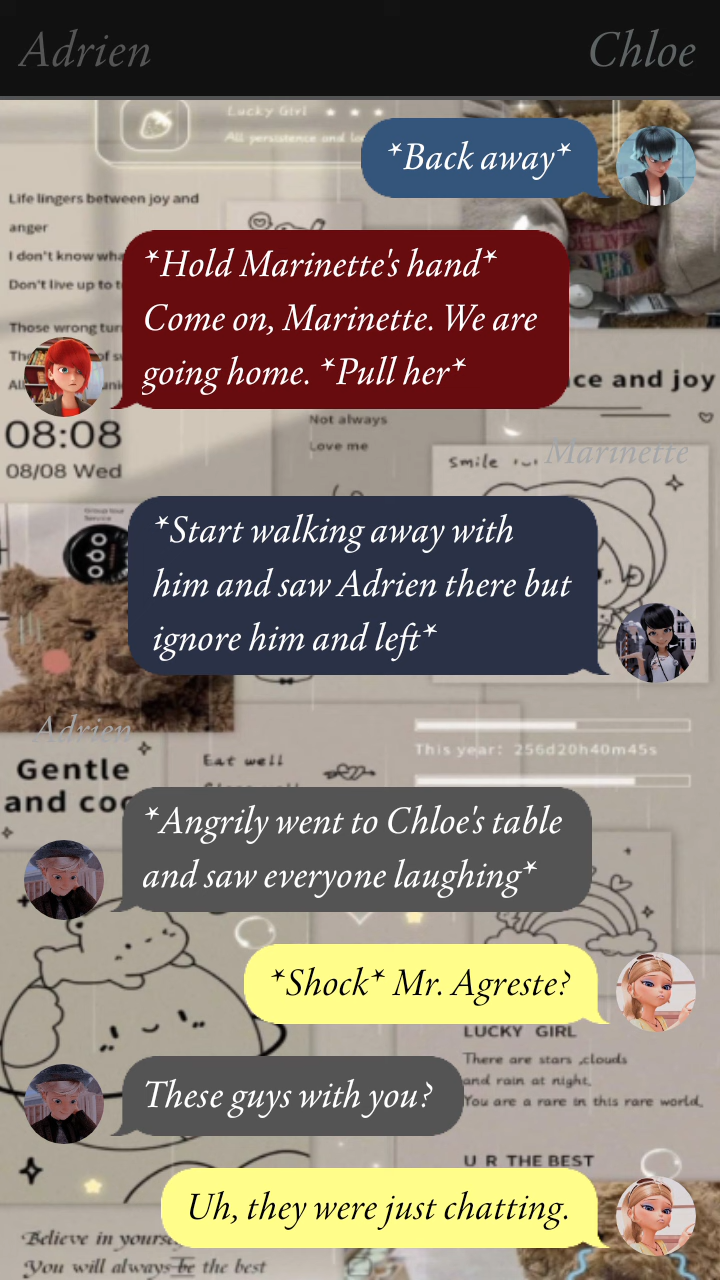 Adrien
Chloe
Lucky Girl
*Back away*
Life lingers between joy and
anger
*Hold Marinette's hand*
Come on, Marinette. We are
going home. *Pull her*
I don't know
Don't live up to
Those wrong
08:08
08/08 Wed
Not always
Love me
and joy
Smile
Marinette
*Start walking away with
him and saw Adrien there but
ignore him and left*
Adrien
This year: 256d20h40m45s
Gentle
and
Eat well
*Angrily went to Chloe's table
and saw everyone laughing*
*Shock* Mr. Agreste?
LUCKY GIRL
There are stars ,clouds
and rain at night.
You are a rare in this rare world.
These guys with you?
U R THE BEST
Uh, they were just chatting.
Believe in
You will always be the best